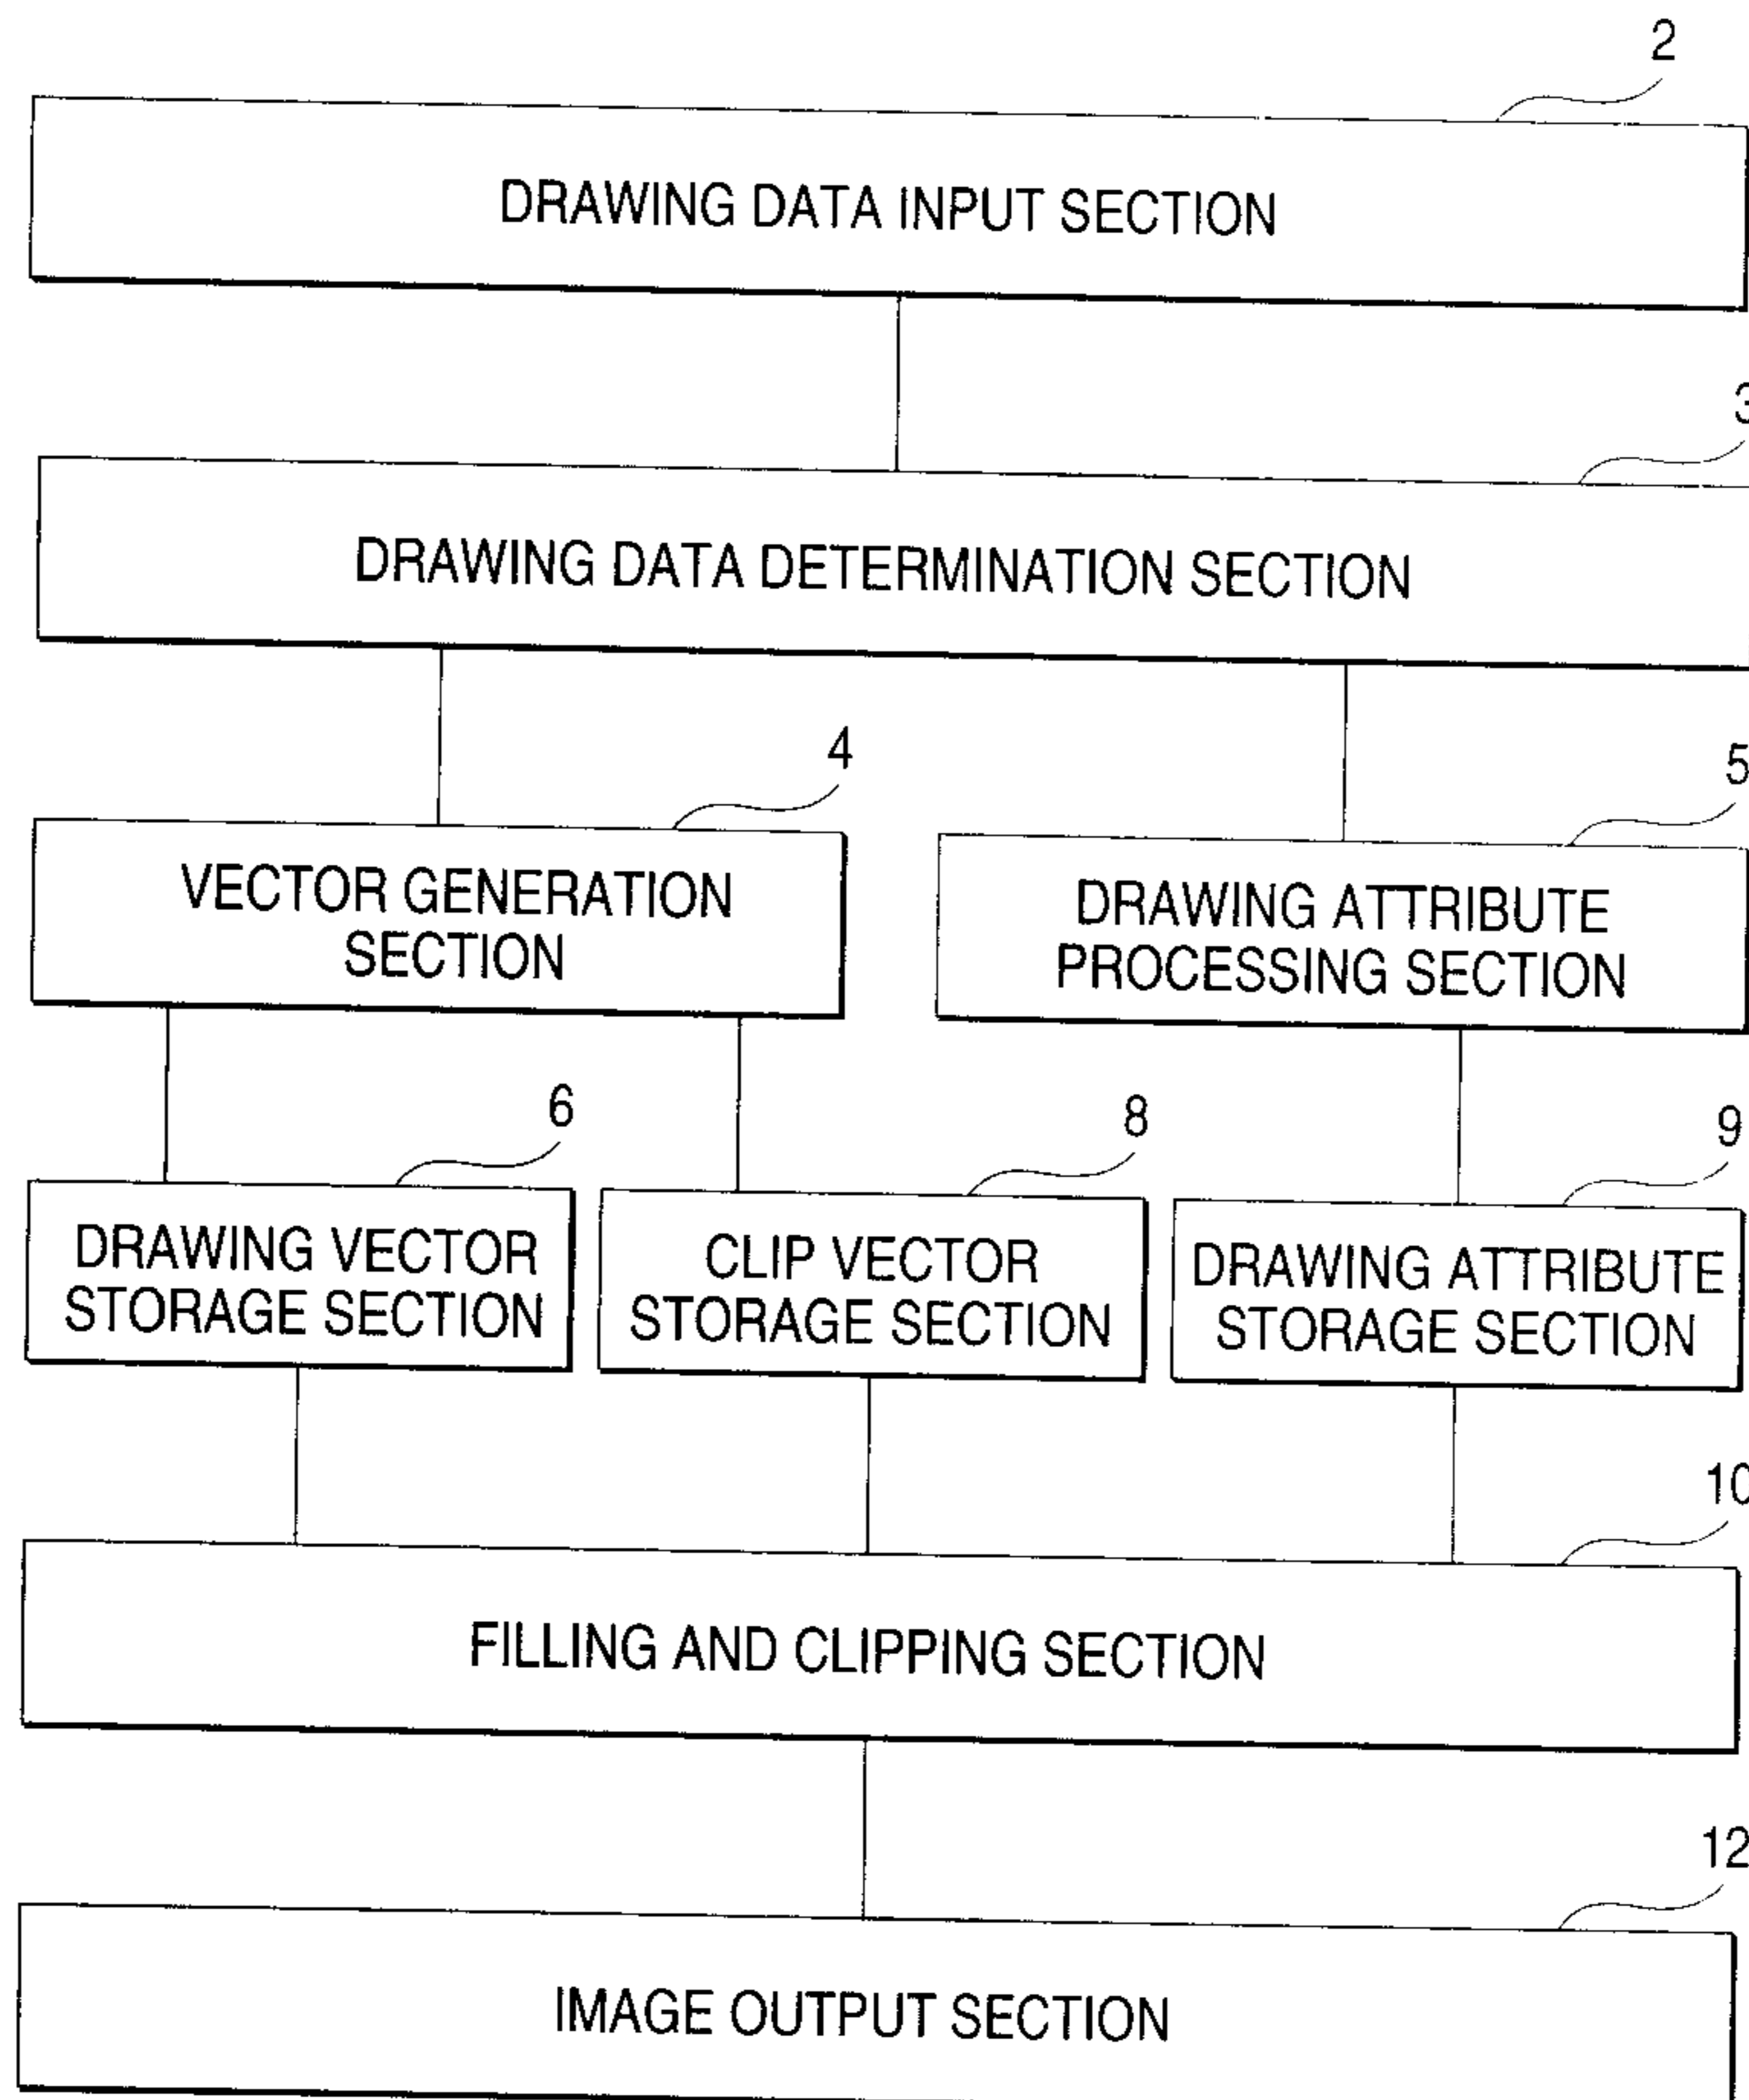 2
DRAWING DATA INPUT SECTION
3
DRAWING DATA DETERMINATION SECTION
4
5
VECTOR GENERATION
SECTION
DRAWING ATTRIBUTE
PROCESSING SECTION
6
8
9
DRAWING VECTOR
STORAGE SECTION
CLIP VECTOR
STORAGE SECTION
DRAWING ATTRIBUTE
STORAGE SECTION
10
FILLING AND CLIPPING SECTION
12
IMAGE OUTPUT SECTION